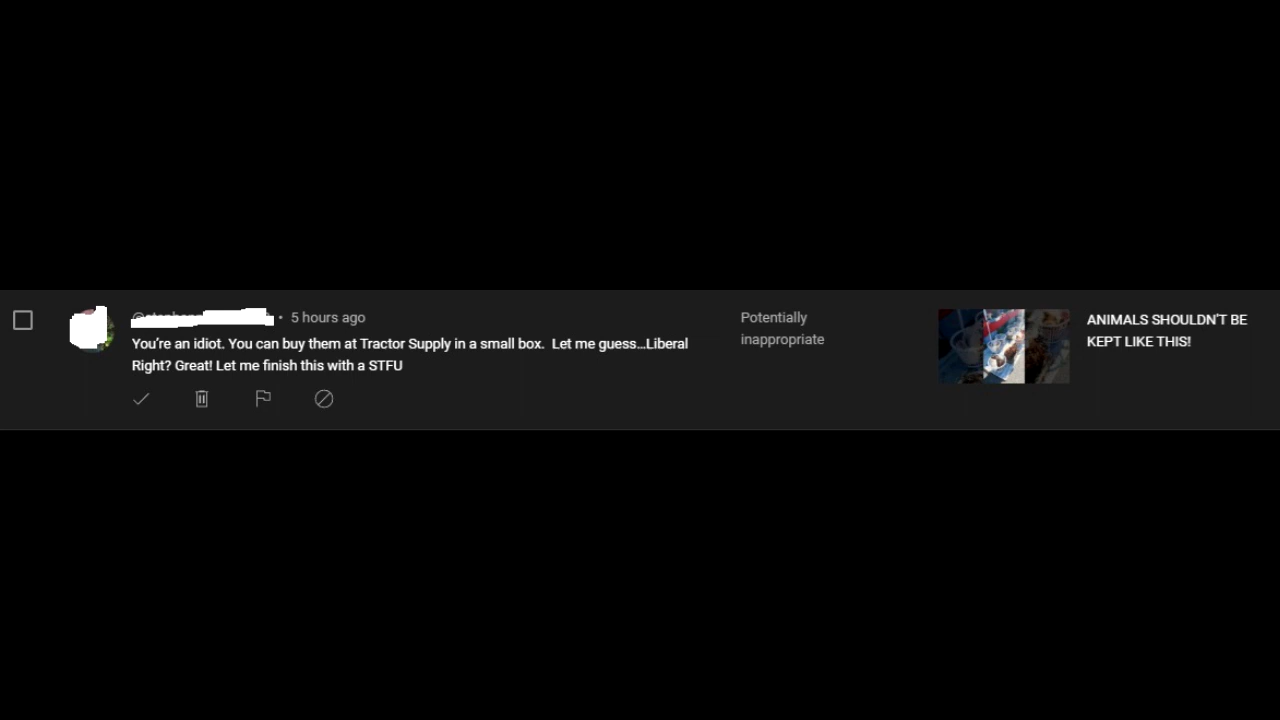 • 5 hours ago
You're an idiot. You can buy them at Tractor Supply in a small box.  Let me guess...Liberal
Right? Great! Let me finish this with a STFU
Potentially
inappropriate
ANIMALS SHOULDN'T BE
KEPT LIKE THIS!